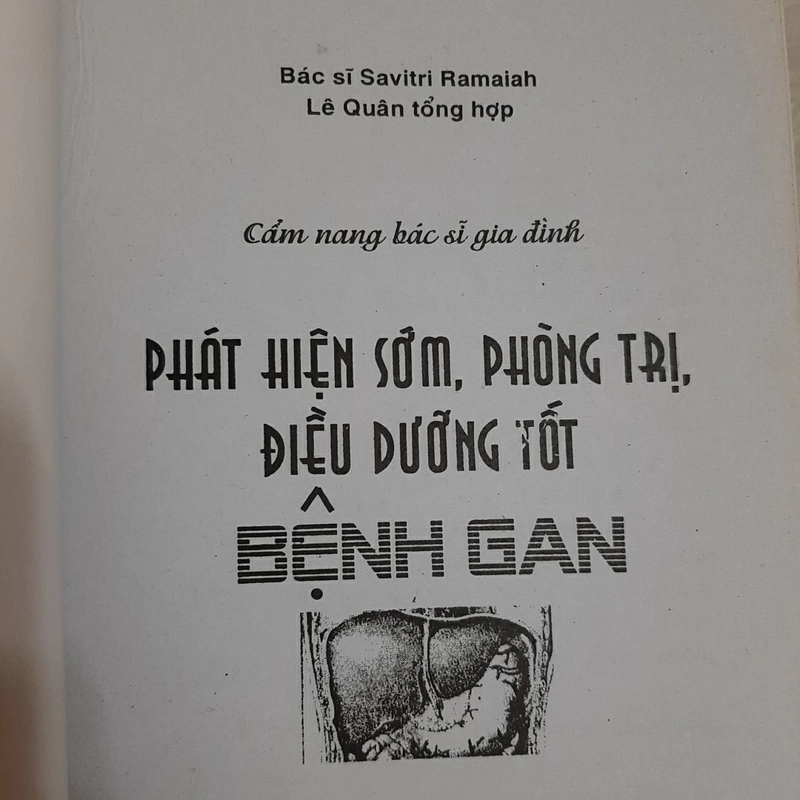 Bác sĩ Savitri Ramaiah
Lê Quân tổng hợp
Cẩm nang bác sĩ gia đình
PHÁT HIỆN SỚM, PHÒNG TRỊ,
ĐIỀU DƯỠNG TỐT
BỆNH GAN